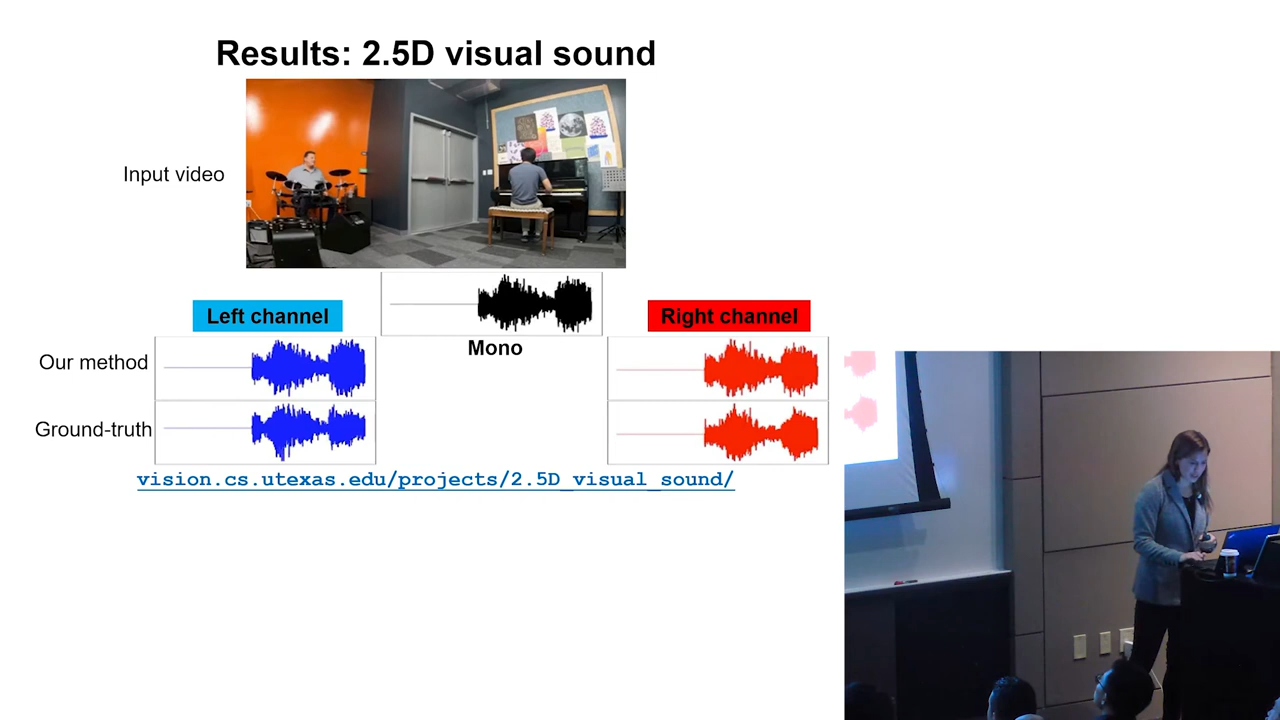 Results: 2.5D visual sound
Input video
Left channel
Right channel
Mono
Our method
Ground-truth
vision.cs.utexas.edu/projects/2.5D_visual_sound/